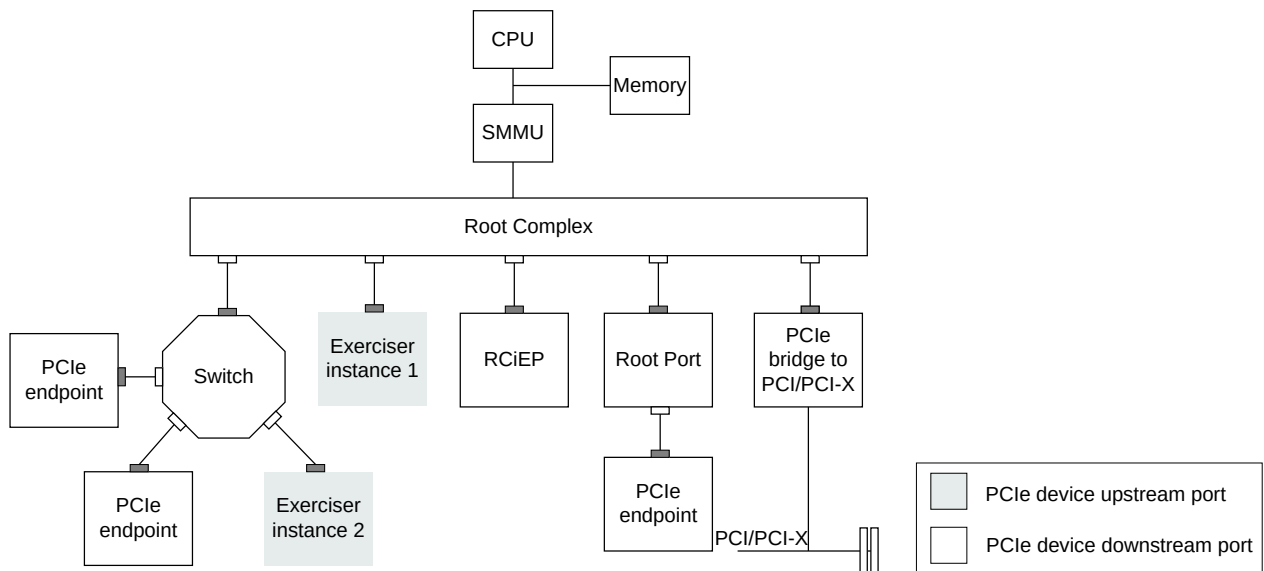 CPU
Memory
SMMU
Root Complex
Exerciser
instance 1
RCiEP
Root Port
PCIe
bridge to
PCI/PCI-X
PCIe
endpoint
Switch
PCIe
endpoint
Exerciser
instance 2
PCIe
endpoint
PCI/PCI-X
PCIe device upstream port
PCIe device downstream port